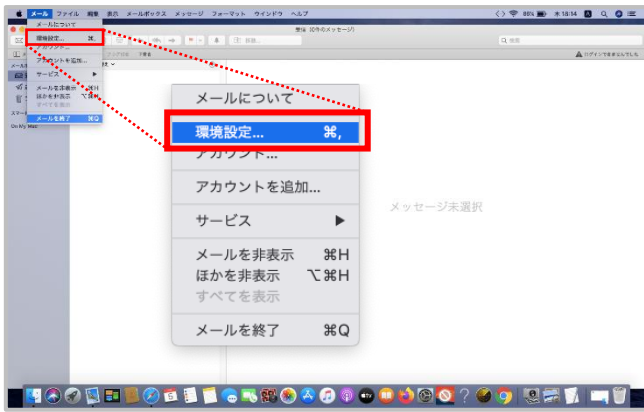 メール ファイル 編集 表示 メールボックス メッセージ フォーマット ウインドウ ヘルプ
89% 木 18:14
メールについて
環境設定... ⌘,
アカウント...
アカウントを追加...
サービス ▶
メールを非表示 ⌘H
ほかを非表示 ⌥⌘H
すべてを表示
メールを終了 ⌘Q
受信 (0件のメッセージ)
検索
On My Mac
メールについて
環境設定... ⌘,
アカウント...
アカウントを追加...
サービス ▶
メールを非表示 ⌘H
ほかを非表示 ⌥⌘H
すべてを表示
メールを終了 ⌘Q
メッセージ未選択